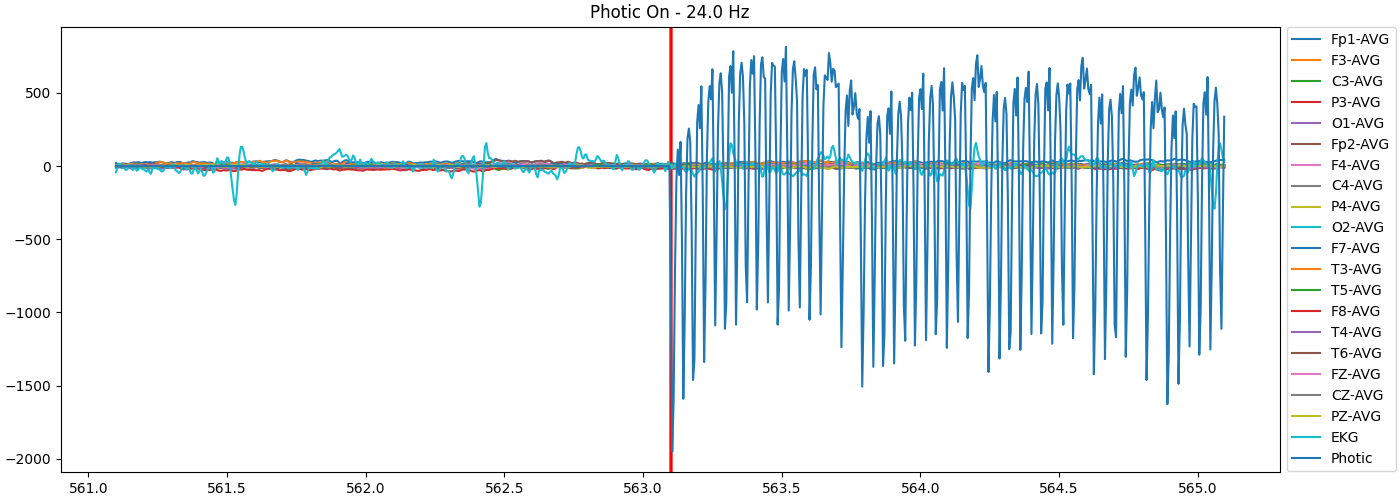 Photic On - 24.0 Hz
500
0
−500
−1000
−1500
−2000
561.0 561.5 562.0 562.5 563.0 563.5 564.0 564.5 565.0
Fp1-AVG
F3-AVG
C3-AVG
P3-AVG
O1-AVG
Fp2-AVG
F4-AVG
C4-AVG
P4-AVG
O2-AVG
F7-AVG
T3-AVG
T5-AVG
F8-AVG
T4-AVG
T6-AVG
FZ-AVG
CZ-AVG
PZ-AVG
EKG
Photic